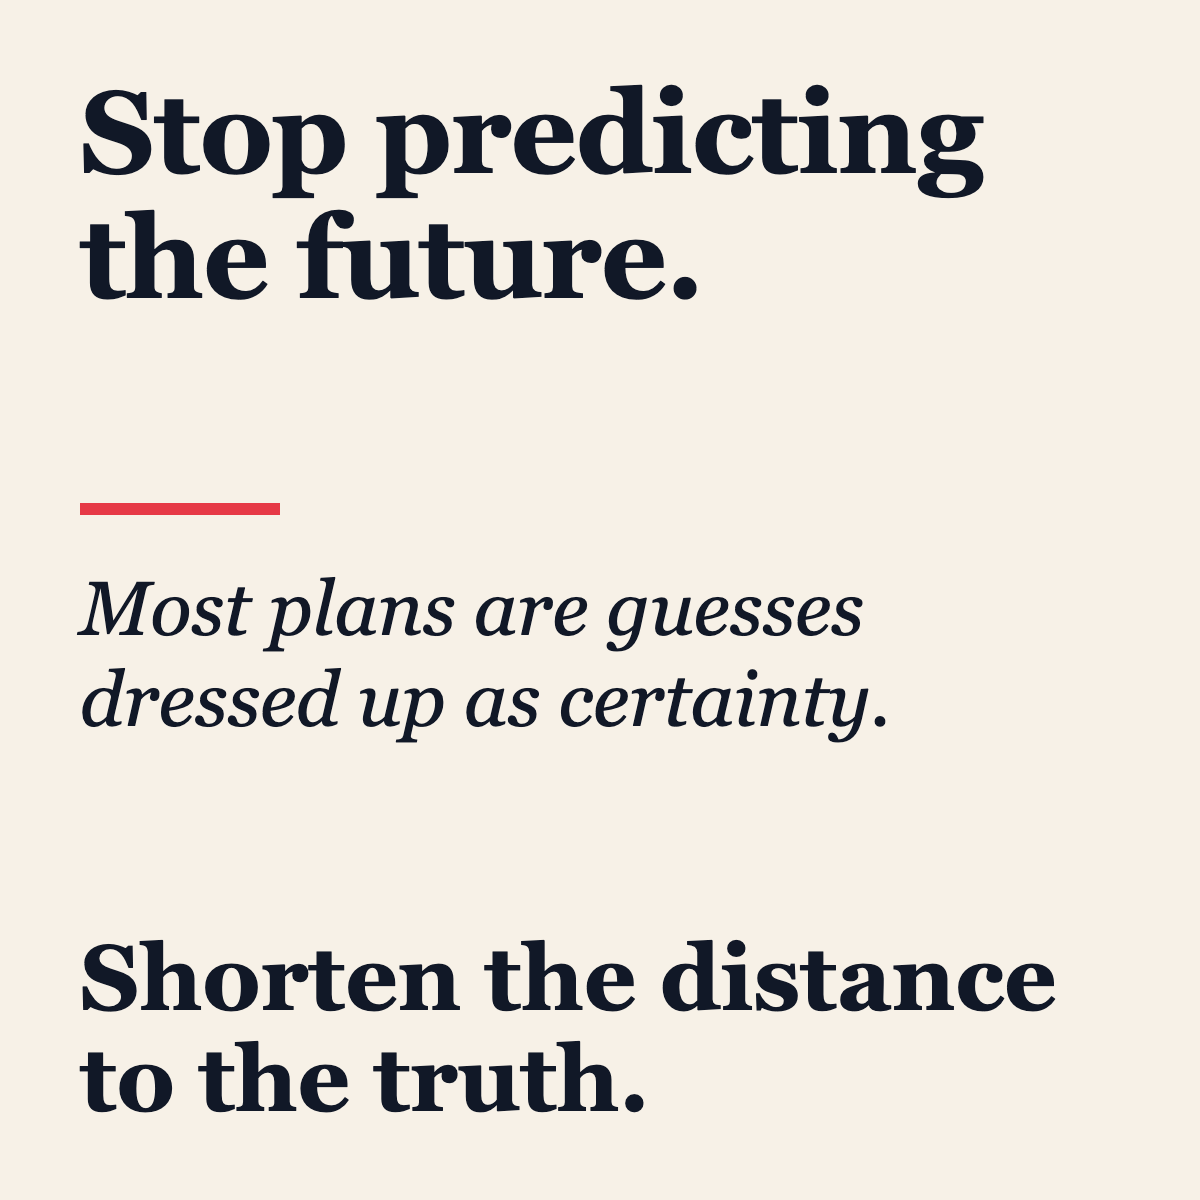 Stop predicting
the future.
Most plans are guesses
dressed up as certainty.
Shorten the distance
to the truth.